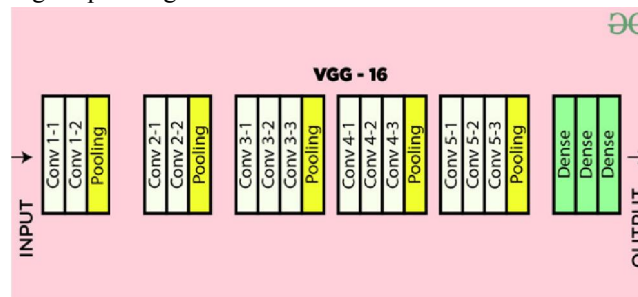 VGG - 16
INPUT
Conv 1-1
Conv 1-2
Pooling
Conv 2-1
Conv 2-2
Pooling
Conv 3-1
Conv 3-2
Conv 3-3
Pooling
Conv 4-1
Conv 4-2
Conv 4-3
Pooling
Conv 5-1
Conv 5-2
Conv 5-3
Pooling
Dense
Dense
Dense
OUTPUT